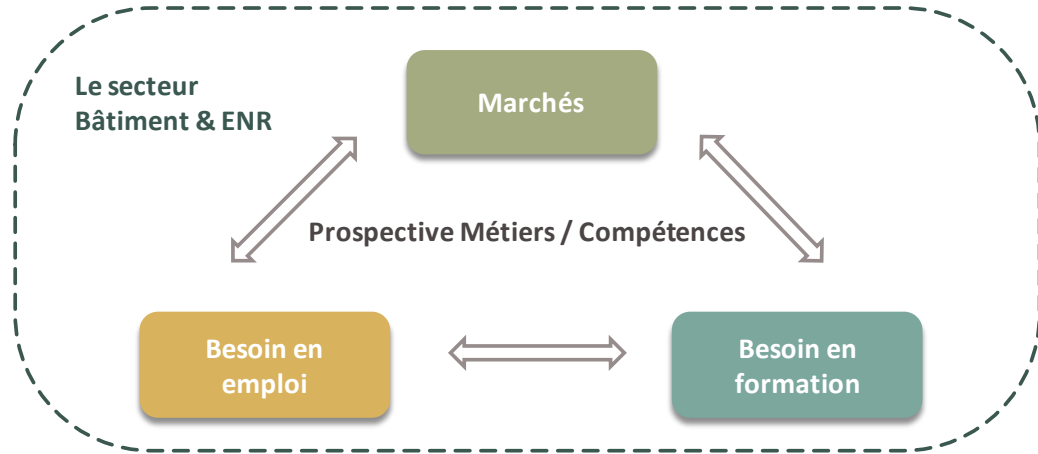 Le secteur
Bâtiment & ENR
Marchés
Prospective Métiers / Compétences
Besoin en
emploi
Besoin en
formation